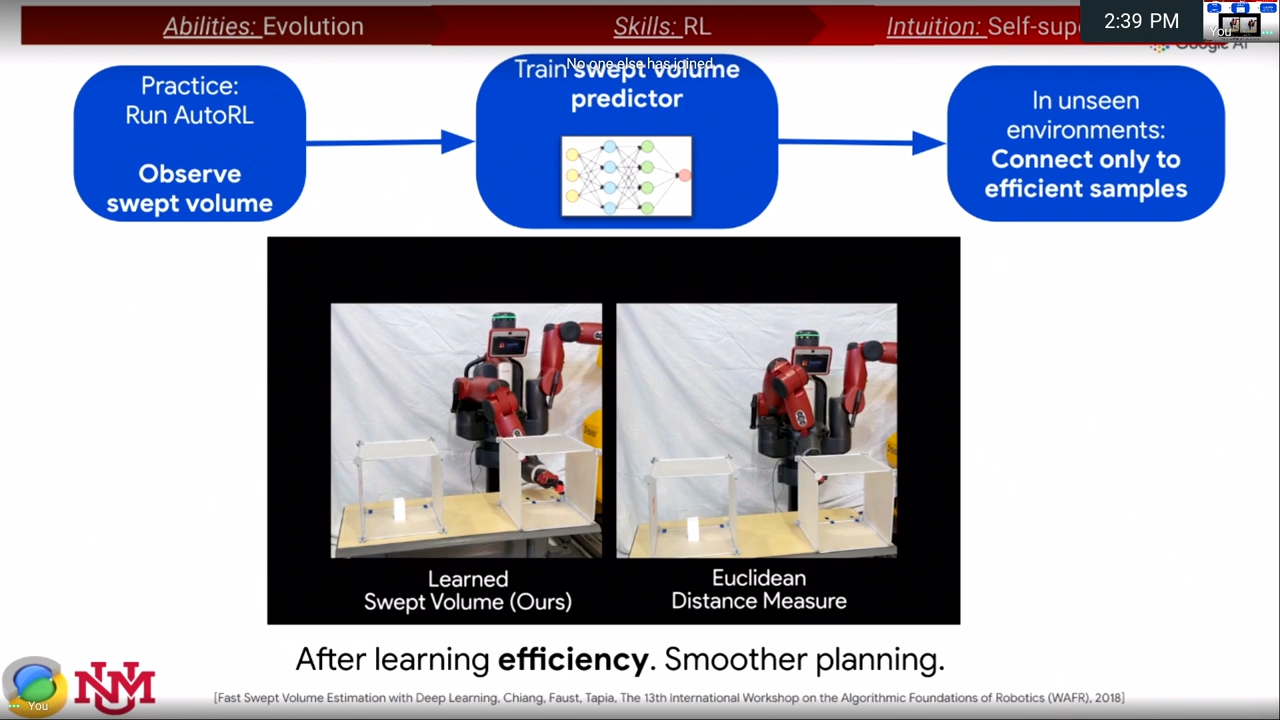 Abilities: Evolution
Skills: RL
Intuition: Self-sup
2:39 PM
You
Google AI
No one else has joined
Practice:
Run AutoRL
Observe
swept volume
Train swept volume
predictor
In unseen
environments:
Connect only to
efficient samples
Learned
Swept Volume (Ours)
Euclidean
Distance Measure
After learning efficiency. Smoother planning.
You
NM
[Fast Swept Volume Estimation with Deep Learning, Chiang, Faust, Tapia, The 13th International Workshop on the Algorithmic Foundations of Robotics (WAFR), 2018]